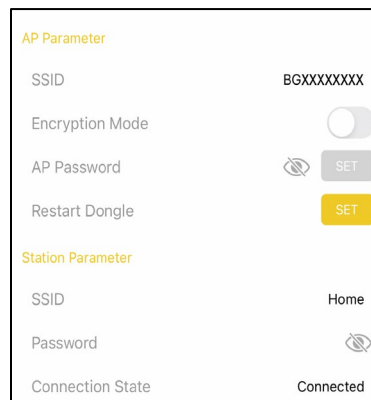 AP Parameter
SSID BGXXXXXXXX
Encryption Mode
AP Password SET
Restart Dongle SET
Station Parameter
SSID Home
Password
Connection State Connected